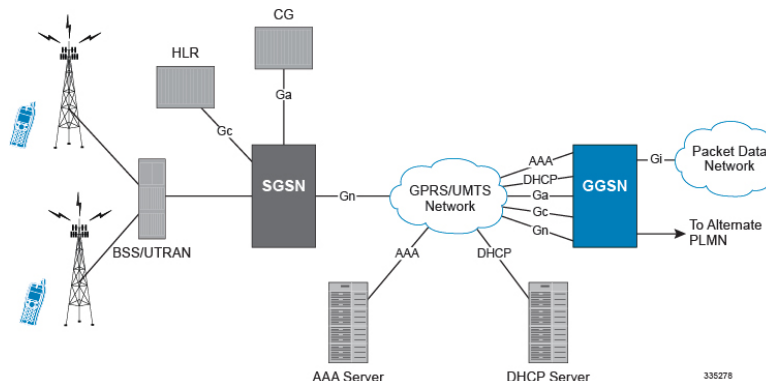 CG
HLR
Ga
Gc
SGSN
Gn
GPRS/UMTS
Network
AAA
DHCP
Ga
Gc
Gn
GGSN
Gi
Packet Data
Network
To Alternate
PLMN
BSS/UTRAN
AAA
DHCP
AAA Server
DHCP Server
335278